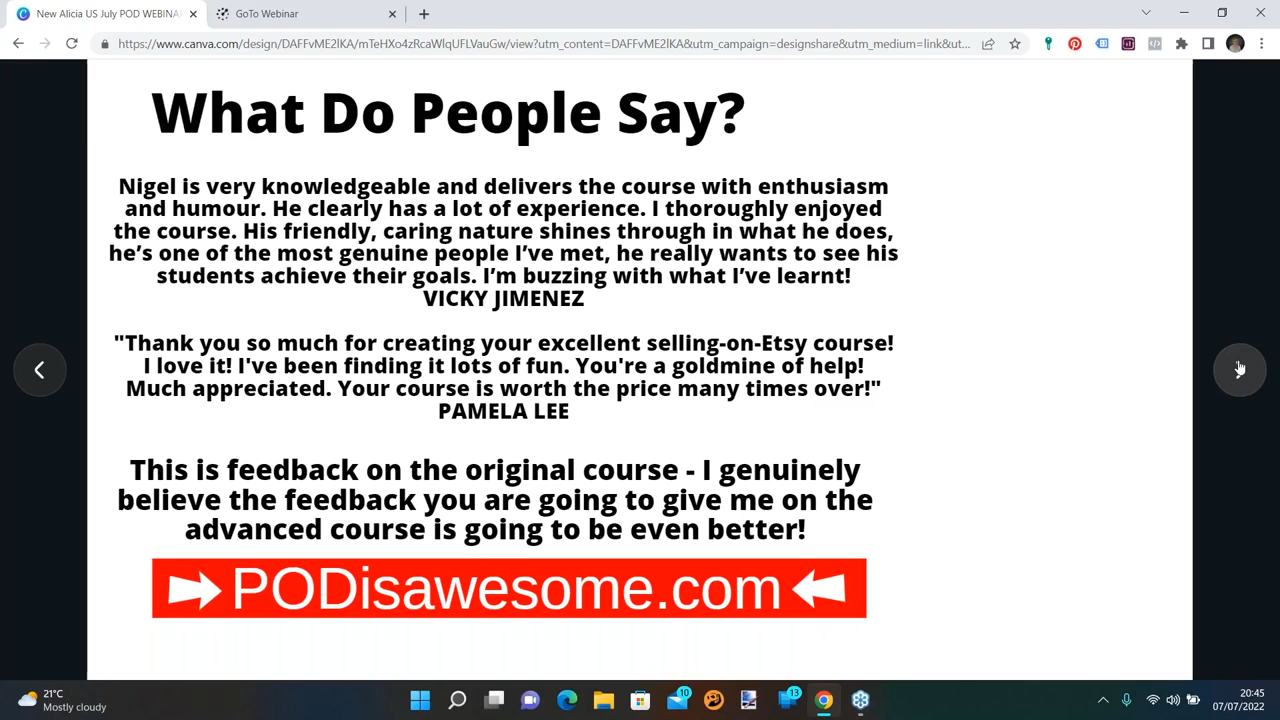 New Alicia US July POD WEBINA
GoTo Webinar
https://www.canva.com/design/DAFfvME2lKA/mTeHXo4zRcaWlqtFLVauGw/view?utm_content=DAFfvME2lKA&utm_campaign=designshare&utm_medium=link&ut...
What Do People Say?
Nigel is very knowledgeable and delivers the course with enthusiasm
and humour. He clearly has a lot of experience. I thoroughly enjoyed
the course. His friendly, caring nature shines through in what he does,
he's one of the most genuine people I've met, he really wants to see his
students achieve their goals. I'm buzzing with what I've learnt!
VICKY JIMENEZ
"Thank you so much for creating your excellent selling-on-Etsy course!
I love it! I've been finding it lots of fun. You're a goldmine of help!
Much appreciated. Your course is worth the price many times over!"
PAMELA LEE
This is feedback on the original course - I genuinely
believe the feedback you are going to give me on the
advanced course is going to be even better!
PODisawesome.com
21°C
Mostly cloudy
10
13
20:45
07/07/2022